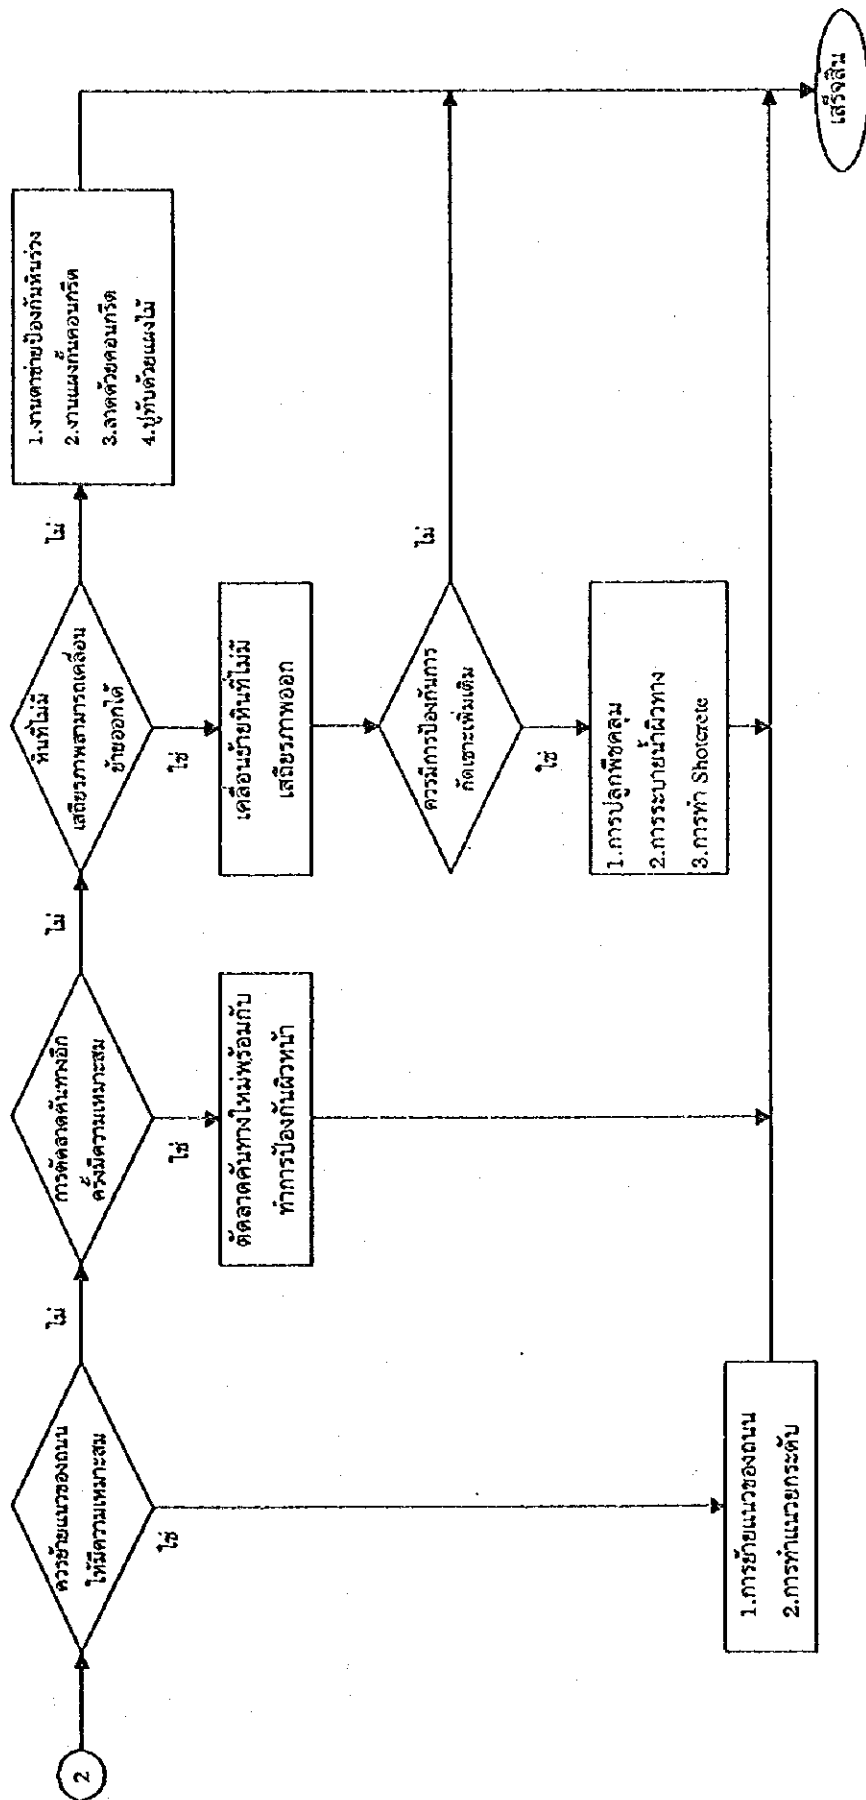 2
ควรย้ายแนวของถนน
ให้มีความเหมาะสม
ไม่
ใช่
1.การย้ายแนวของถนน
2.การทำแนวยกระดับ
การตัดลาดคันทางอีก
ครั้งมีความเหมาะสม
ไม่
ใช่
ตัดลาดคันทางใหม่พร้อมกับ
ทำการป้องกันผิวหน้า
หินที่ไม่มี
เสถียรภาพสามารถเคลื่อน
ย้ายออกได้
ไม่
ใช่
เคลื่อนย้ายหินที่ไม่มี
เสถียรภาพออก
ควรมีการป้องกันการ
กัดเซาะเพิ่มเติม
ไม่
ใช่
1.การปลูกพืชคลุม
2.การระบายน้ำผิวทาง
3.การทำ Shotcrete
1.งานตาข่ายป้องกันหินร่วง
2.งานแผงกั้นคอนกรีต
3.ลาดด้วยคอนกรีต
4.ปูทับด้วยแผงไม้
เสร็จสิ้น